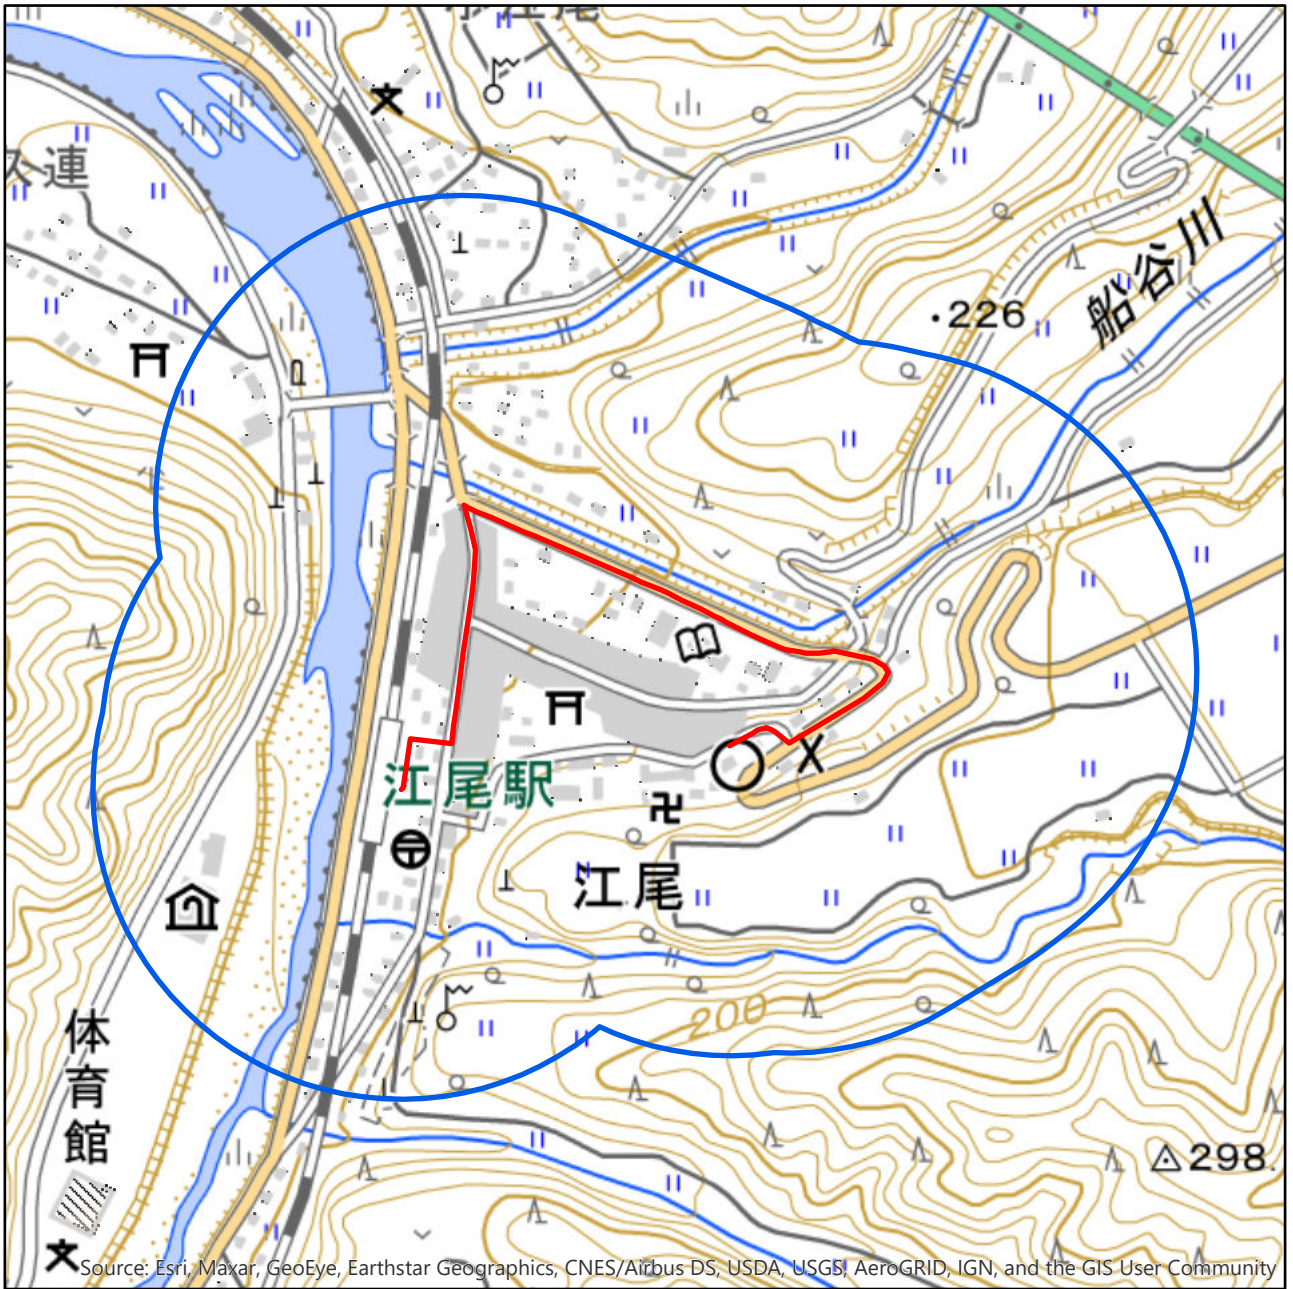 江尾
ス連
船谷川
226
江尾駅
江尾
200
体育館
298
Source: Esri, Maxar, GeoEye, Earthstar Geographics, CNES/Airbus DS, USDA, USGS, AeroGRID, IGN, and the GIS User Community